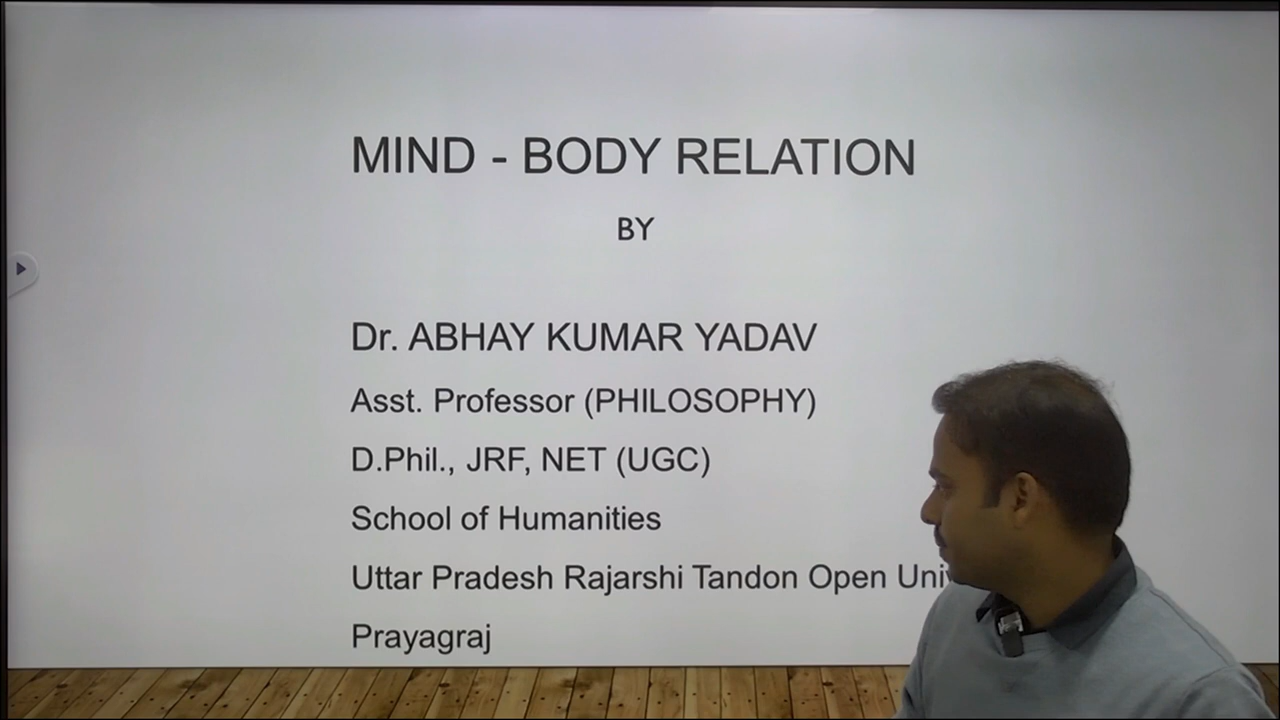 MIND - BODY RELATION
BY
Dr. ABHAY KUMAR YADAV
Asst. Professor (PHILOSOPHY)
D.Phil., JRF, NET (UGC)
School of Humanities
Uttar Pradesh Rajarshi Tandon Open
Prayagraj